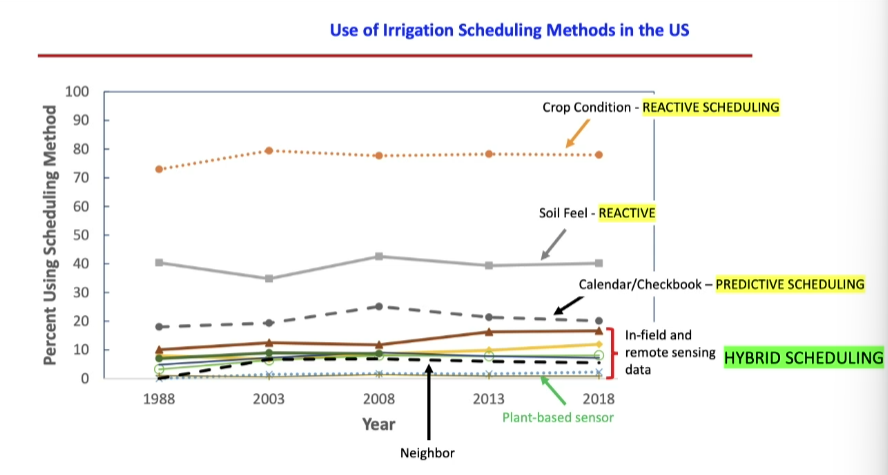 Use of Irrigation Scheduling Methods in the US
Percent Using Scheduling Method
100
90
80
70
60
50
40
30
20
10
0
Crop Condition - REACTIVE SCHEDULING
Soil Feel - REACTIVE
Calendar/Checkbook – PREDICTIVE SCHEDULING
In-field and
remote sensing
data
HYBRID SCHEDULING
1988 2003 2008 2013 2018
Plant-based sensor
Year
Neighbor